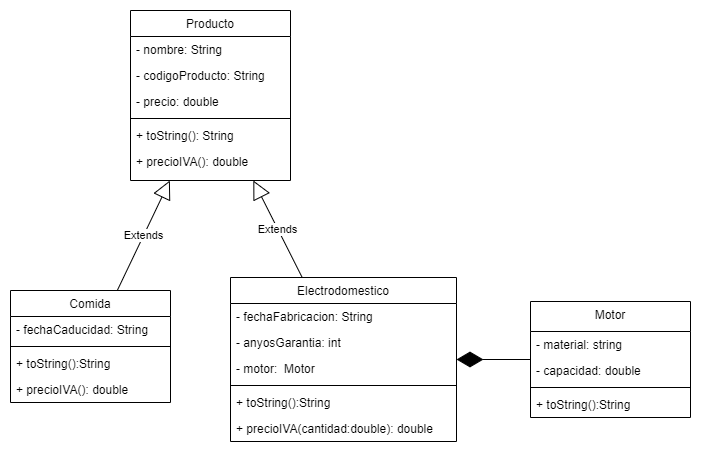 Producto
- nombre: String
- codigoProducto: String
- precio: double
+ toString(): String
+ precioIVA(): double
Extends
Extends
Comida
- fechaCaducidad: String
+ toString():String
+ precioIVA(): double
Electrodomestico
- fechaFabricacion: String
- anyosGarantia: int
- motor:  Motor
+ toString():String
+ precioIVA(cantidad:double): double
Motor
- material: string
- capacidad: double
+ toString():String